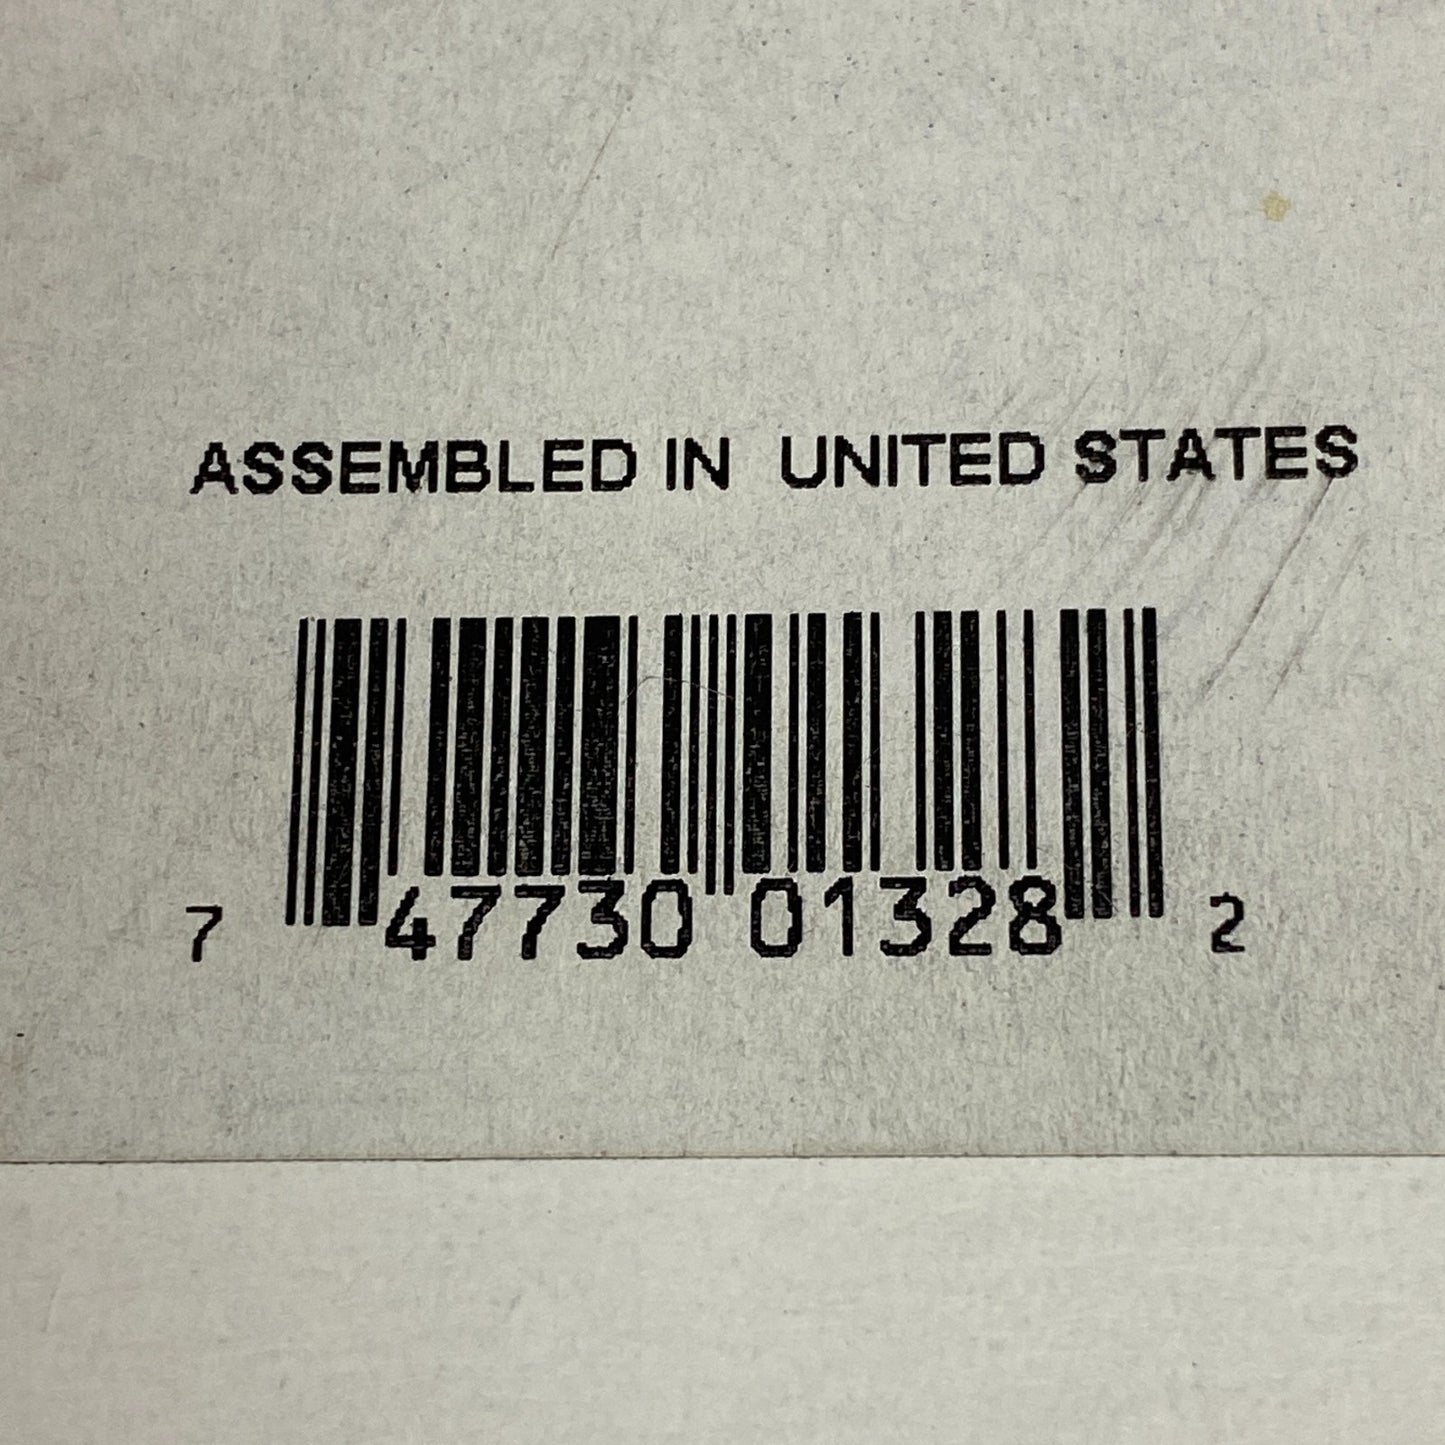 ASSEMBLED IN UNITED STATES
7 47730 01328 2